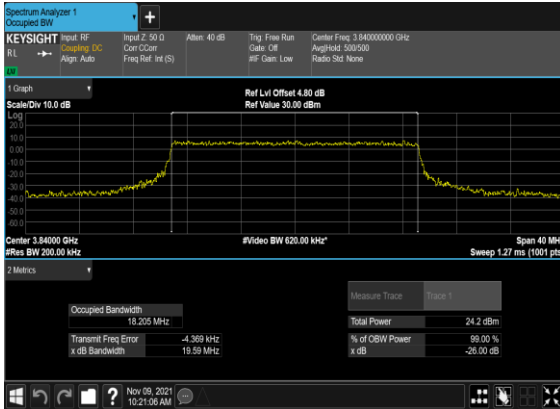 Spectrum Analyzer 1
Occupied BW
+
KEYSIGHT
RL
Input: RF
Coupling: DC
Align: Auto
Input Z: 50 Ω
Corr CCorr
Freq Ref: Int (S)
Atten: 40 dB
Trig: Free Run
Gate: Off
#IF Gain: Low
Center Freq: 3.840000000 GHz
Avg|Hold: 500/500
Radio Std: None
1 Graph
Scale/Div 10.0 dB
Ref Lvl Offset 4.80 dB
Ref Value 30.00 dBm
Log
20.0
10.0
0.00
-10.0
-20.0
-30.0
-40.0
-50.0
-60.0
Center 3.84000 GHz
#Res BW 200.00 kHz
#Video BW 620.00 kHz*
Span 40 MH
Sweep 1.27 ms (1001 pts
2 Metrics
Measure Trace
Trace 1
Occupied Bandwidth
18.205 MHz
Total Power
24.2 dBm
Transmit Freq Error
-4.369 kHz
% of OBW Power
99.00 %
x dB Bandwidth
19.59 MHz
x dB
-26.00 dB
?
Nov 09, 2021
10:21:06 AM